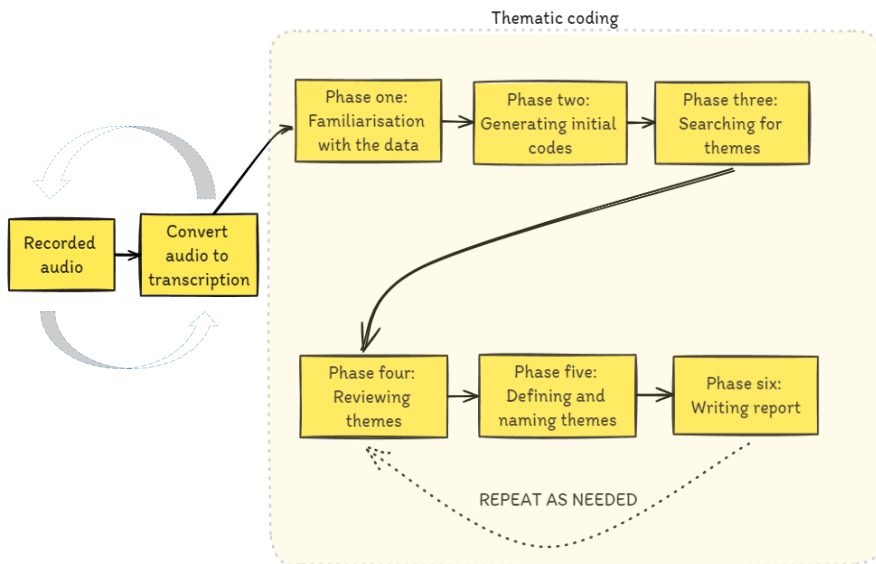 Thematic coding
Phase one:
Familiarisation
with the data
Phase two:
Generating initial
codes
Phase three:
Searching for
themes
Recorded
audio
Convert
audio to
transcription
Phase four:
Reviewing
themes
Phase five:
Defining and
naming themes
Phase six:
Writing report
REPEAT AS NEEDED